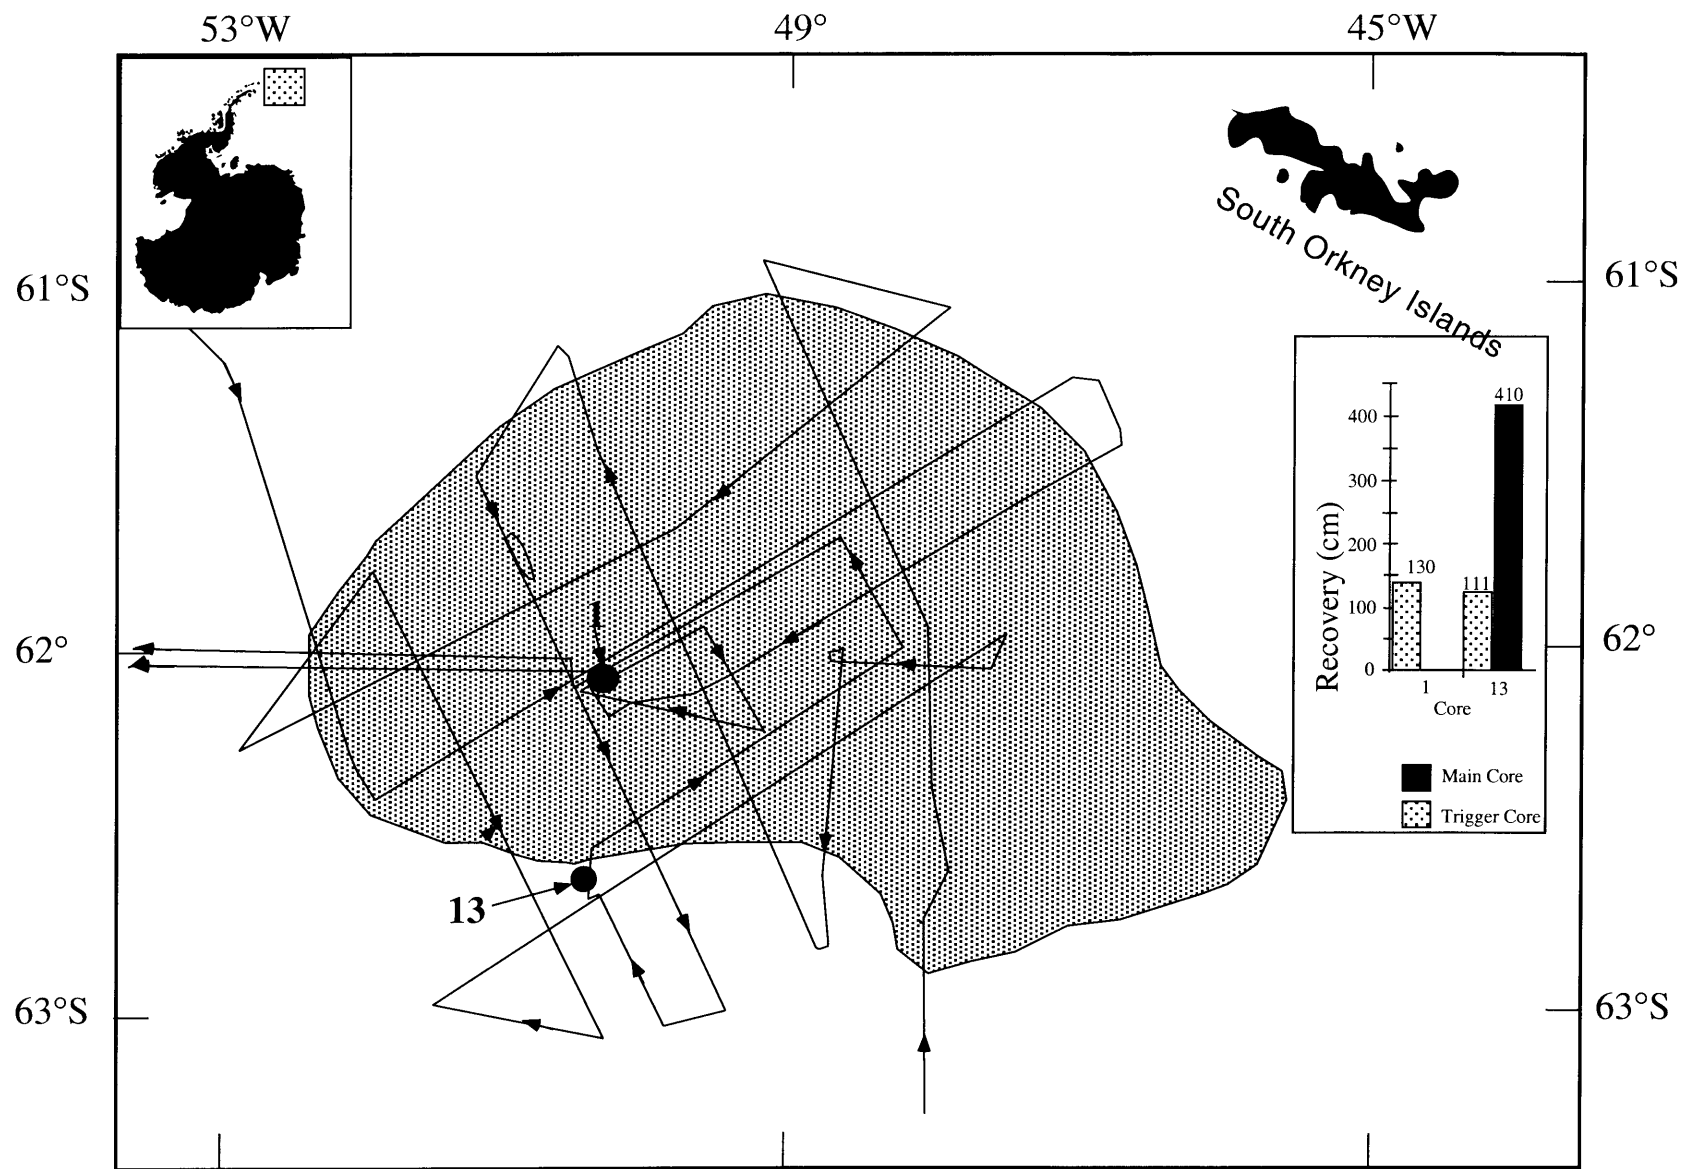 53°W 49° 45°W
61°S 61°S
South Orkney Islands
410
400
300
200
130
111
100
0
Recovery (cm)
1 13
Core
Main Core
Trigger Core
1
62° 62°
13
63°S 63°S